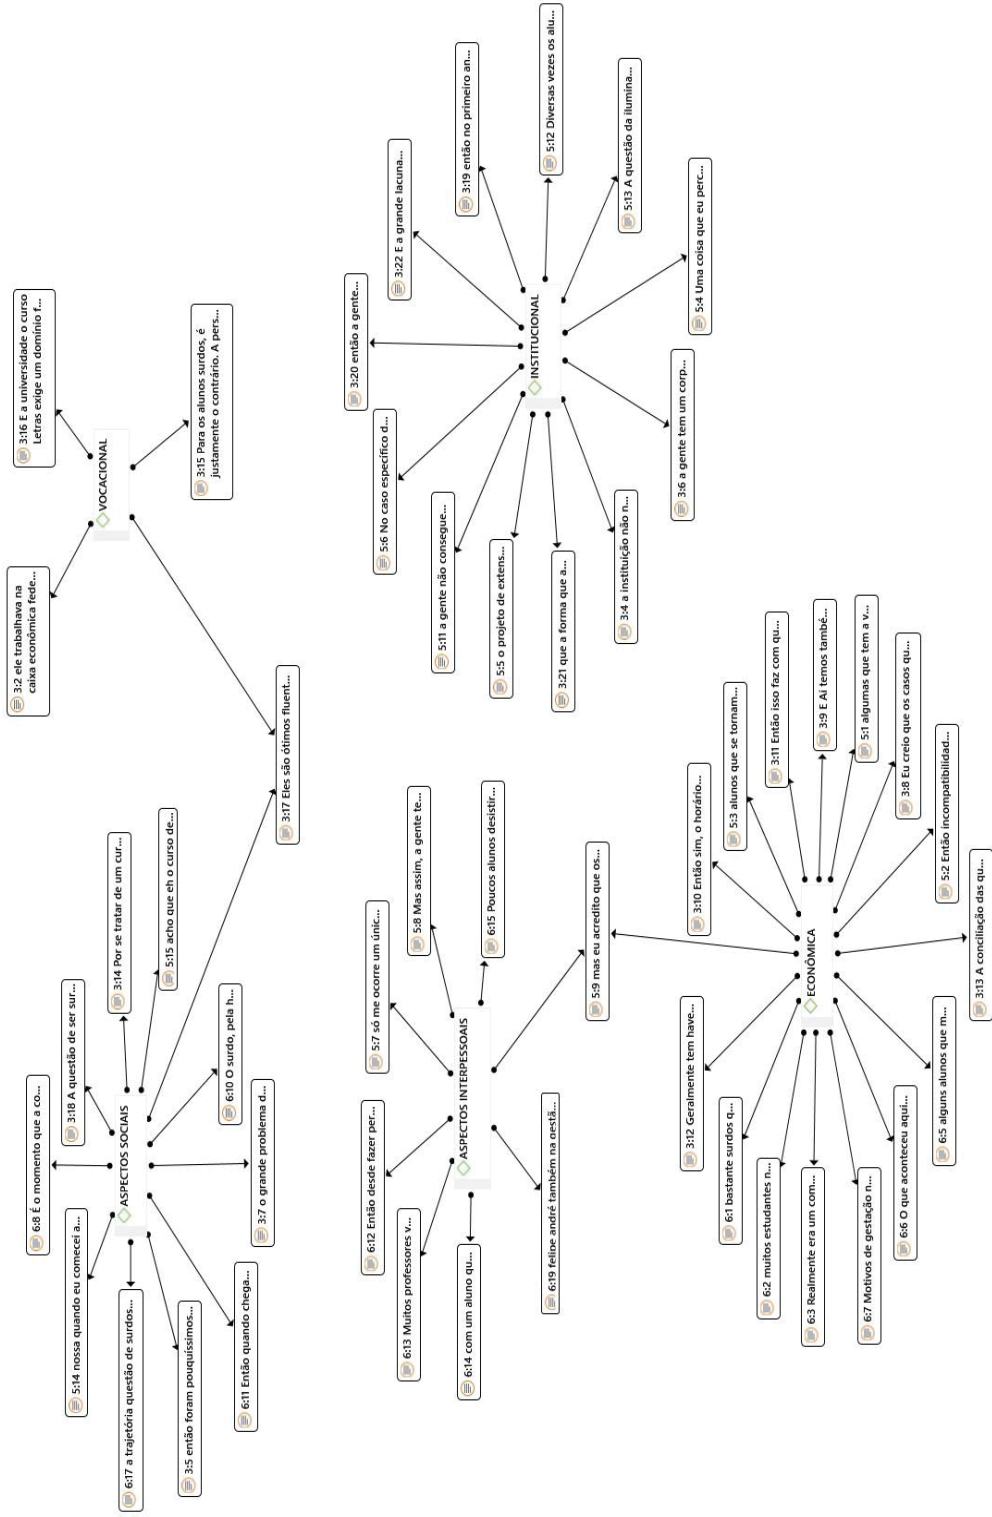 6:8 É o momento que a co...
5:14 nossa quando eu comecei a...
3:18 A questão de ser sur...
6:17 a trajetória questão de surdos...
ASPECTOS SOCIAIS
3:14 Por se tratar de um cur...
5:15 acho que eh o curso de...
3:5 então foram pouquíssimos...
6:10 O surdo, pela h...
6:11 Então quando chega...
3:7 o grande problema d...
3:2 ele trabalhava na
caixa econômica fede...
3:16 E a universidade o curso
Letras exige um domínio f...
VOCACIONAL
3:15 Para os alunos surdos, é
justamente o contrário. A pers...
3:17 Eles são ótimos fluent...
6:12 Então desde fazer per...
5:7 só me ocorre um únic...
6:13 Muitos professores v...
5:8 Mas assim, a gente te...
ASPECTOS INTERPESSOAIS
6:14 com um aluno qu...
6:15 Poucos alunos desistir...
6:19 felipe andré também na gestã...
5:9 mas eu acredito que os...
3:20 então a gente...
5:6 No caso específico d...
3:22 E a grande lacuna...
5:11 a gente não consegue...
3:19 então no primeiro an...
5:5 o projeto de extens...
INSTITUCIONAL
5:12 Diversas vezes os alu...
3:21 que a forma que a...
3:4 a instituição não n...
5:13 A questão da ilumina...
3:6 a gente tem um corp...
5:4 Uma coisa que eu perc...
3:12 Geralmente tem have...
3:10 Então sim, o horário...
6:1 bastante surdos q...
5:3 alunos que se tornam...
6:2 muitos estudantes n...
3:11 Então isso faz com qu...
6:3 Realmente era um com...
ECONÔMICA
3:9 E Aí temos també...
6:7 Motivos de gestação n...
5:1 algumas que tem a v...
6:6 O que aconteceu aqui...
3:8 Eu creio que os casos qu...
6:5 alguns alunos que m...
5:2 Então incompatibilidad...
3:13 A conciliação das qu...